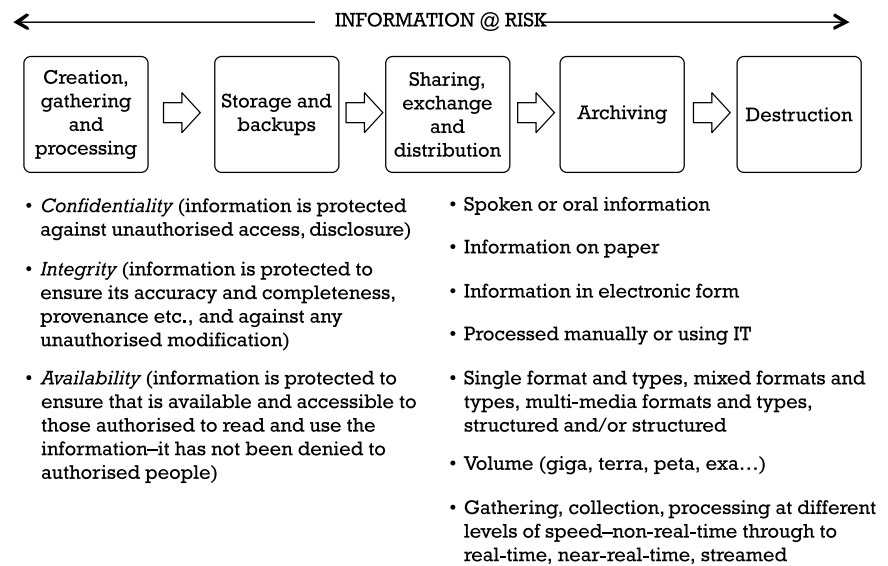 INFORMATION @ RISK
Creation,
gathering
and
processing
Storage and
backups
Sharing,
exchange
and
distribution
Archiving
Destruction
• Confidentiality (information is protected
against unauthorised access, disclosure)
• Integrity (information is protected to
ensure its accuracy and completeness,
provenance etc., and against any
unauthorised modification)
• Availability (information is protected to
ensure that is available and accessible to
those authorised to read and use the
information–it has not been denied to
authorised people)
• Spoken or oral information
• Information on paper
• Information in electronic form
• Processed manually or using IT
• Single format and types, mixed formats and
types, multi-media formats and types,
structured and/or structured
• Volume (giga, terra, peta, exa…)
• Gathering, collection, processing at different
levels of speed–non-real-time through to
real-time, near-real-time, streamed